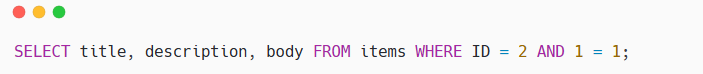 SELECT title, description, body FROM items WHERE ID = 2 AND 1 = 1;